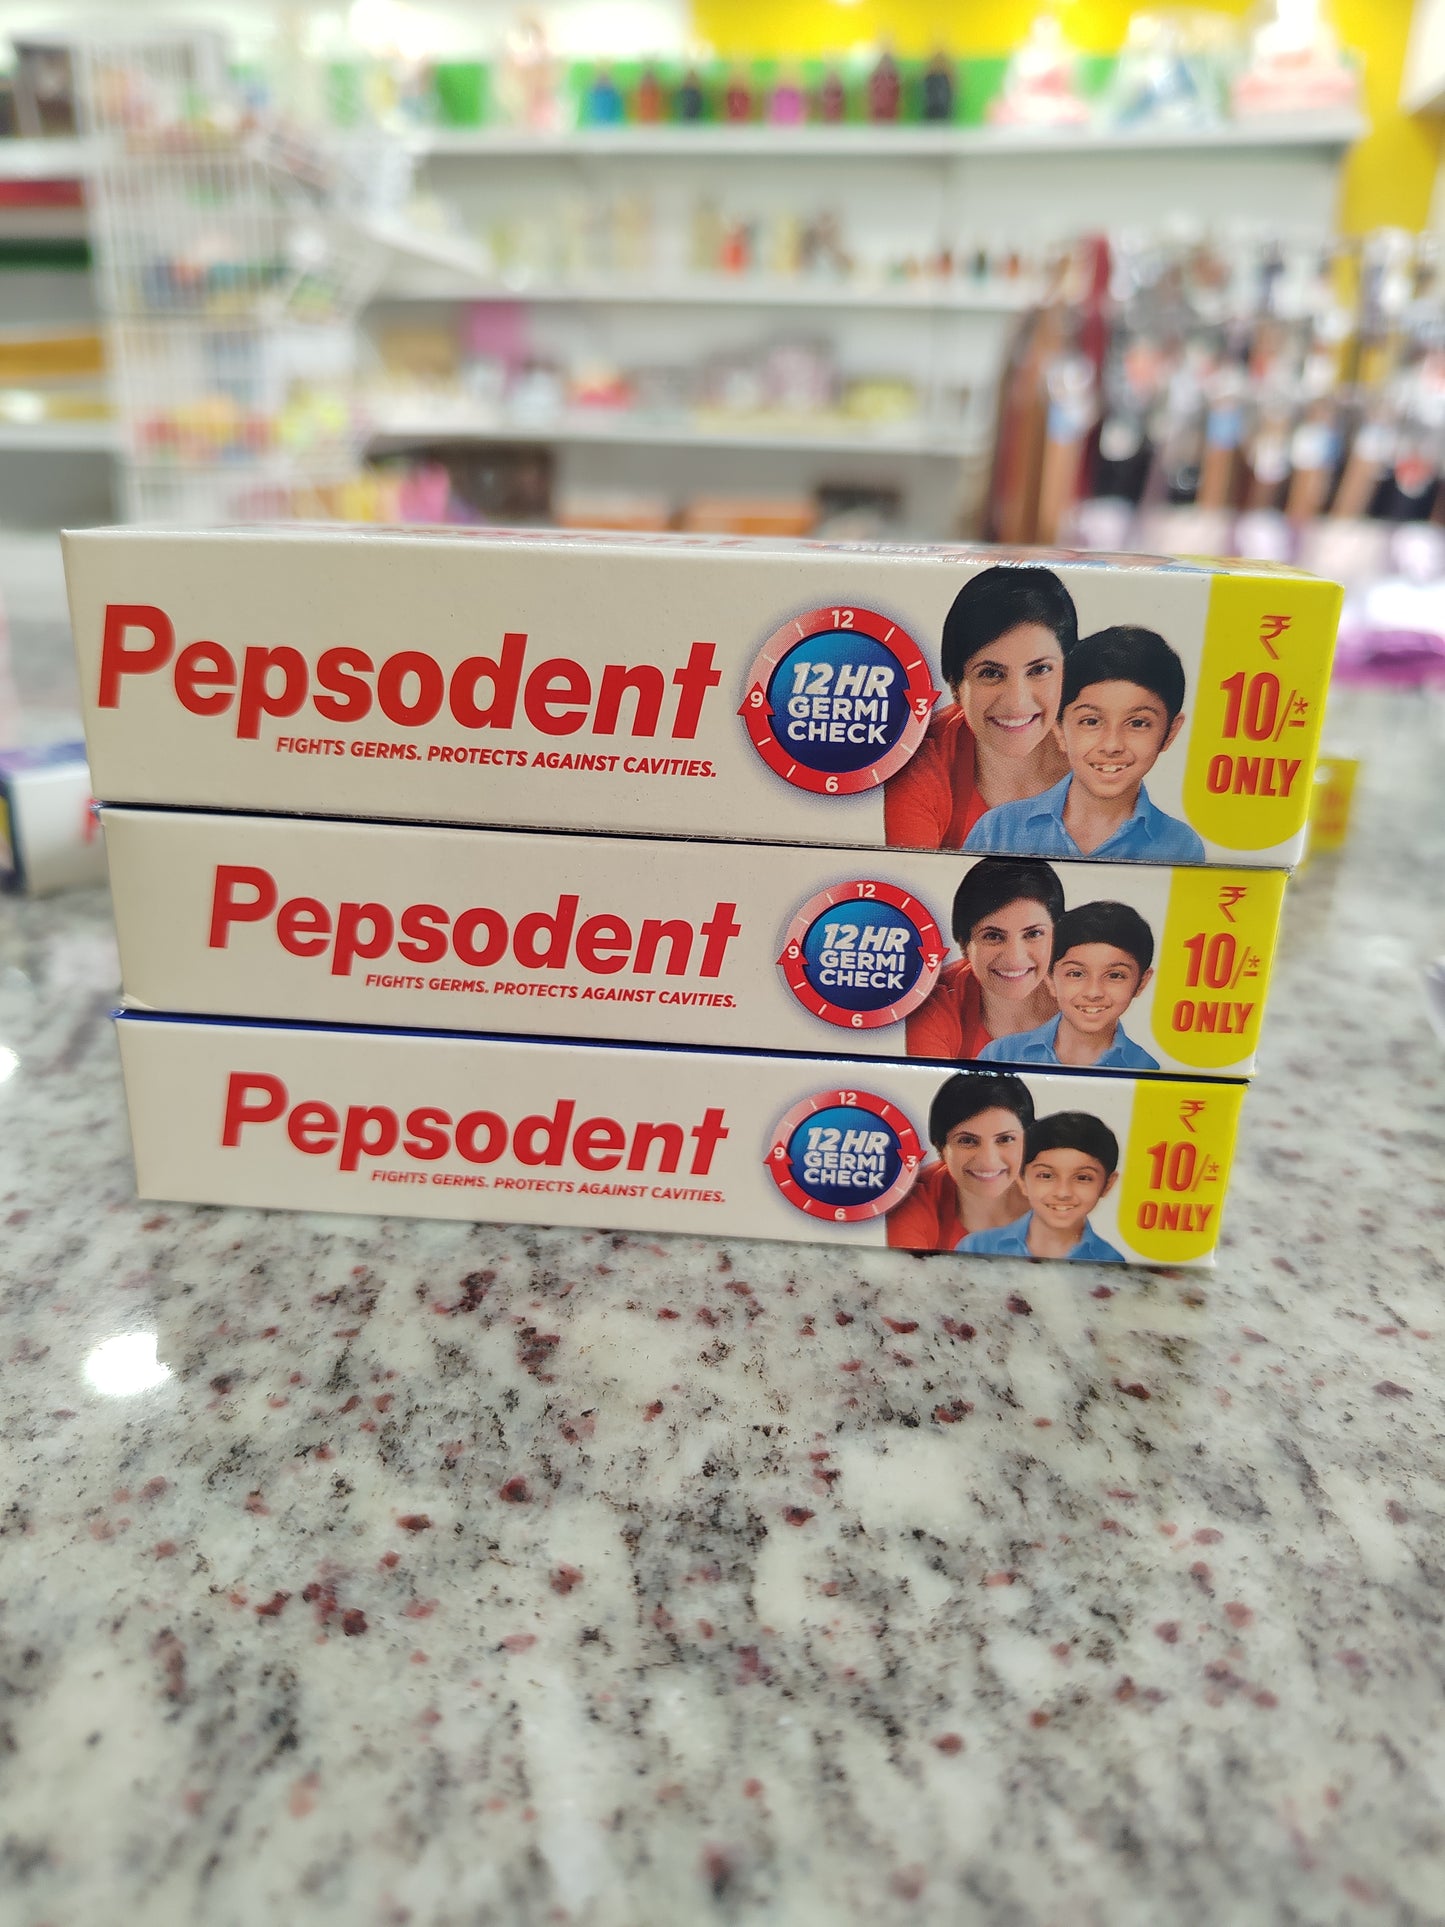 Pepsodent
FIGHTS GERMS. PROTECTS AGAINST CAVITIES.
12
3
6
9
12 HR
GERMI
CHECK
₹
10/-*
ONLY
Pepsodent
FIGHTS GERMS. PROTECTS AGAINST CAVITIES.
12
3
6
9
12 HR
GERMI
CHECK
₹
10/-*
ONLY
Pepsodent
FIGHTS GERMS. PROTECTS AGAINST CAVITIES.
12
3
6
9
12 HR
GERMI
CHECK
₹
10/-*
ONLY